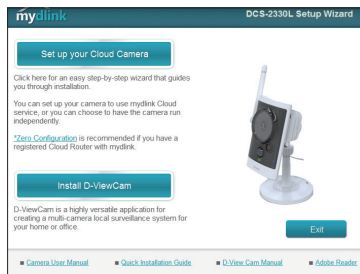 mydlink
DCS-2330L Setup Wizard
Set up your Cloud Camera
Click here for an easy step-by-step wizard that guides
you through installation.
You can set up your camera to use mydlink Cloud
service, or you can choose to have the camera run
independently.
*Zero Configuration is recommended if you have a
registered Cloud Router with mydlink.
Install D-ViewCam
D-ViewCam is a highly versatile application for
creating a multi-camera local surveillance system for
your home or office.
Exit
Camera User Manual
Quick Installation Guide
D-View Cam Manual
Adobe Reader